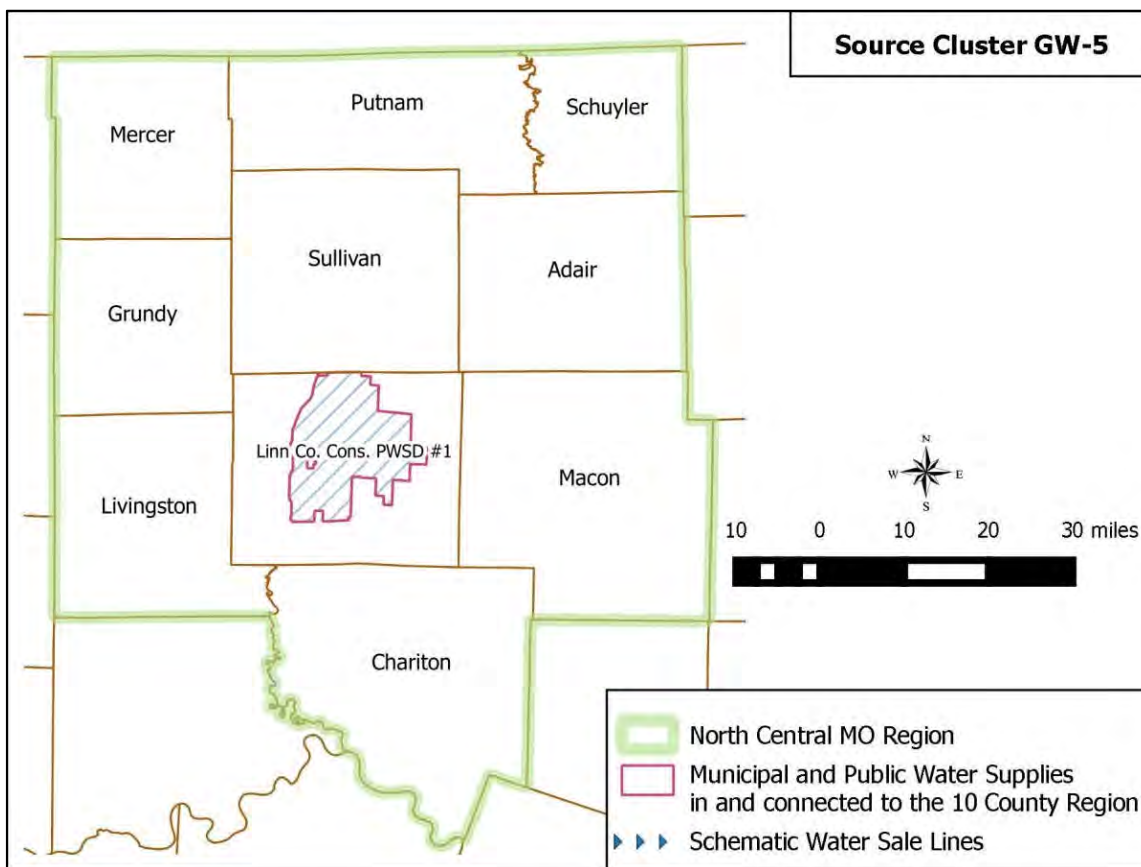 Source Cluster GW-5
Putnam
Schuyler
Mercer
Sullivan
Adair
Grundy
Linn Co. Cons. PWSD #1
Livingston
Macon
N
W E
S
10 0 10 20 30 miles
Chariton
North Central MO Region
Municipal and Public Water Supplies
in and connected to the 10 County Region
Schematic Water Sale Lines